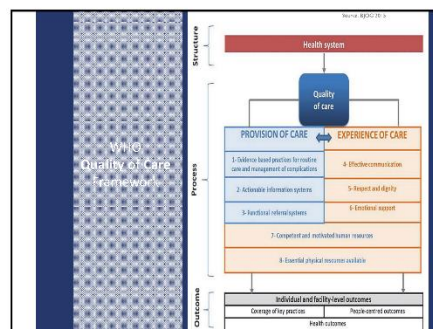 Source: BJOG 2015
Structure
Health system
Quality
of care
WHO
Quality of Care
Framework
Process
PROVISION OF CARE
EXPERIENCE OF CARE
1- Evidence based practices for routine
care and management of complications
4- Effective communication
2- Actionable information systems
5- Respect and dignity
3- Functional referral systems
6- Emotional support
7- Competent and motivated human resources
8- Essential physical resources available
Outcome
Individual and facility-level outcomes
Coverage of key practices
People-centred outcomes
Health outcomes